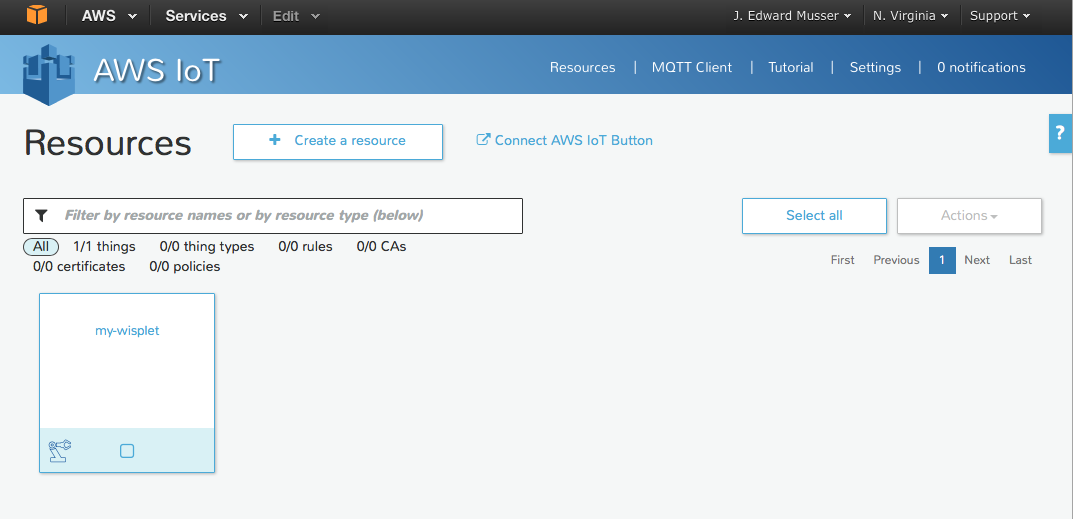 AWS Services Edit J. Edward Musser N. Virginia Support
AWS IoT Resources | MQTT Client | Tutorial | Settings | 0 notifications
Resources + Create a resource Connect AWS IoT Button ?
Filter by resource names or by resource type (below) Select all Actions
All 1/1 things 0/0 thing types 0/0 rules 0/0 CAs
0/0 certificates 0/0 policies
First Previous 1 Next Last
my-wisplet